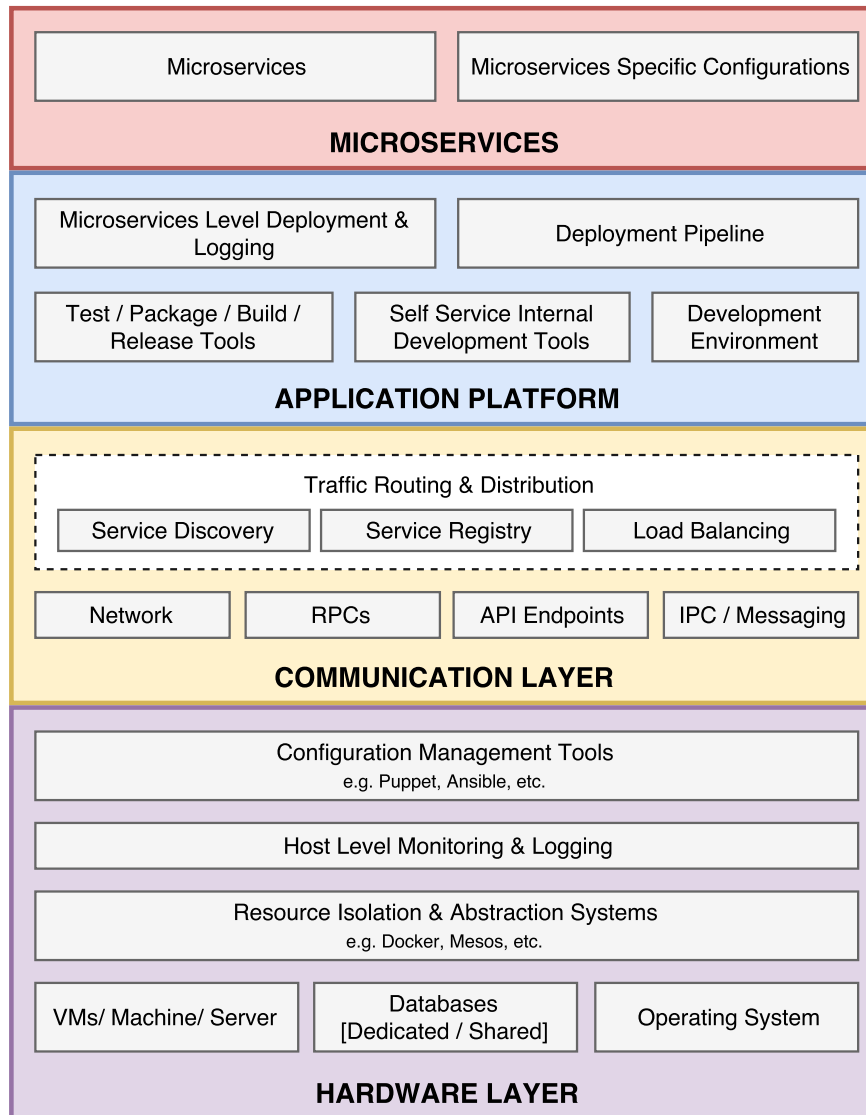 Microservices
Microservices Specific Configurations
MICROSERVICES
Microservices Level Deployment &
Logging
Deployment Pipeline
Test / Package / Build /
Release Tools
Self Service Internal
Development Tools
Development
Environment
APPLICATION PLATFORM
Traffic Routing & Distribution
Service Discovery
Service Registry
Load Balancing
Network
RPCs
API Endpoints
IPC / Messaging
COMMUNICATION LAYER
Configuration Management Tools
e.g. Puppet, Ansible, etc.
Host Level Monitoring & Logging
Resource Isolation & Abstraction Systems
e.g. Docker, Mesos, etc.
VMs/ Machine/ Server
Databases
[Dedicated / Shared]
Operating System
HARDWARE LAYER